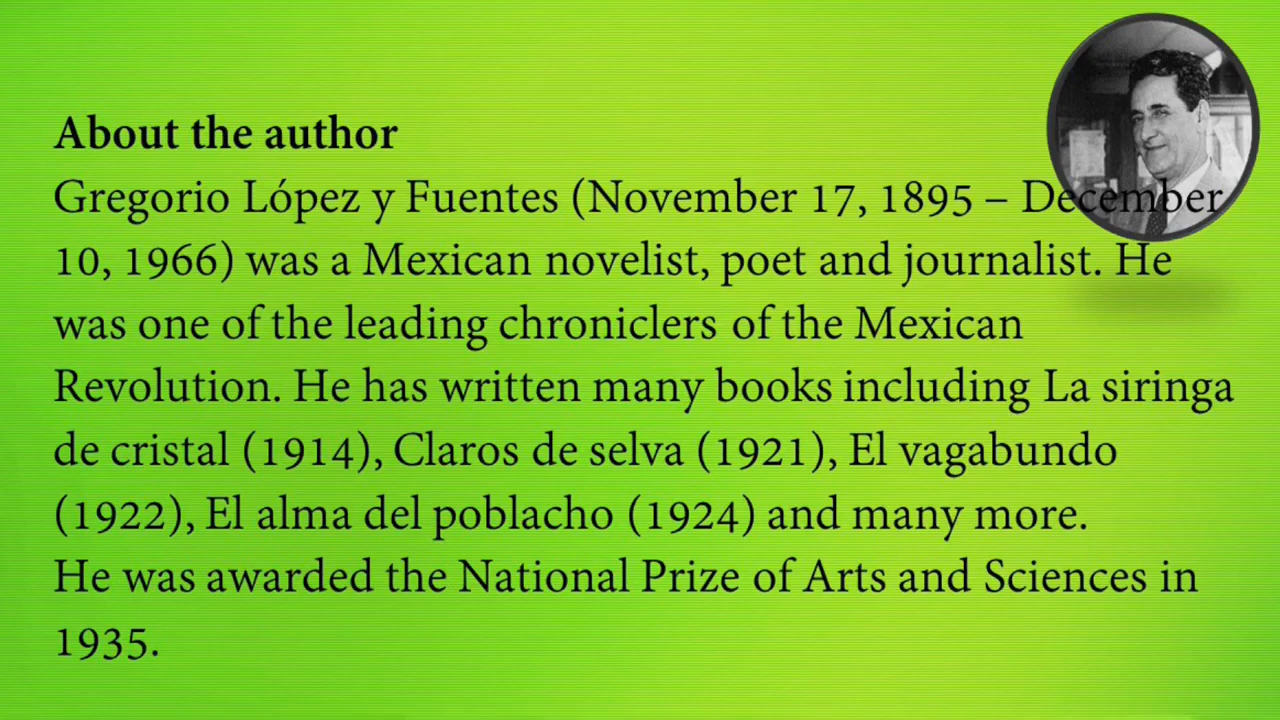 About the author
Gregorio López y Fuentes (November 17, 1895 – December
10, 1966) was a Mexican novelist, poet and journalist. He
was one of the leading chroniclers of the Mexican
Revolution. He has written many books including La siringa
de cristal (1914), Claros de selva (1921), El vagabundo
(1922), El alma del poblacho (1924) and many more.
He was awarded the National Prize of Arts and Sciences in
1935.